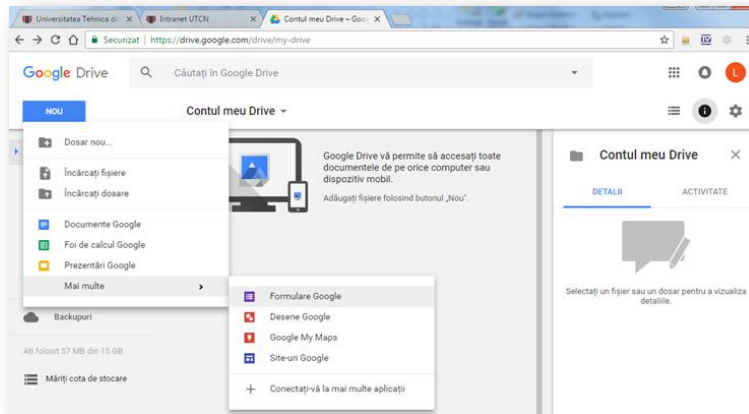 Universitatea Tehnica din
Intranet UTCN
Contul meu Drive – Goo
Securizat
https://drive.google.com/drive/my-drive
Google Drive
Căutați în Google Drive
L
NOU
Contul meu Drive
Dosar nou...
Încărcați fișiere
Încărcați dosare
Documente Google
Foi de calcul Google
Prezentări Google
Mai multe
Formulare Google
Desene Google
Google My Maps
Site-uri Google
Conectați-vă la mai multe aplicații
Google Drive vă permite să accesați toate
documentele de pe orice computer sau
dispozitiv mobil.
Adăugați fișiere folosind butonul „Nou”.
Backupuri
Ați folosit 57 MB din 15 GB
Măriți cota de stocare
Contul meu Drive
DETALII
ACTIVITATE
Selectați un fișier sau un dosar pentru a vizualiza
detaliile.